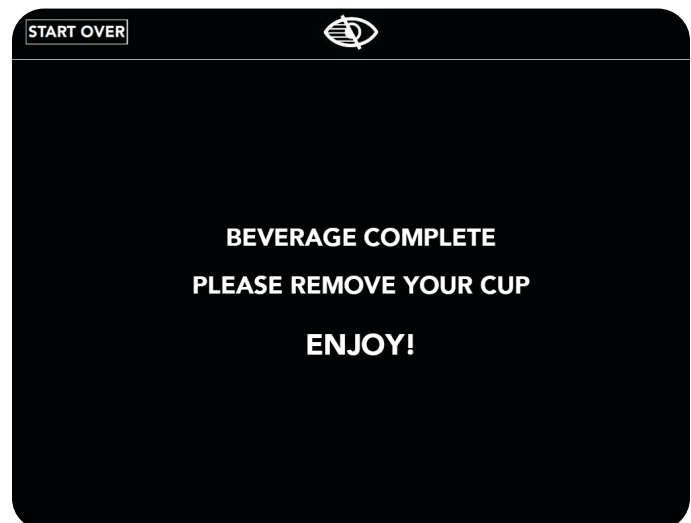 START OVER
BEVERAGE COMPLETE
PLEASE REMOVE YOUR CUP
ENJOY!